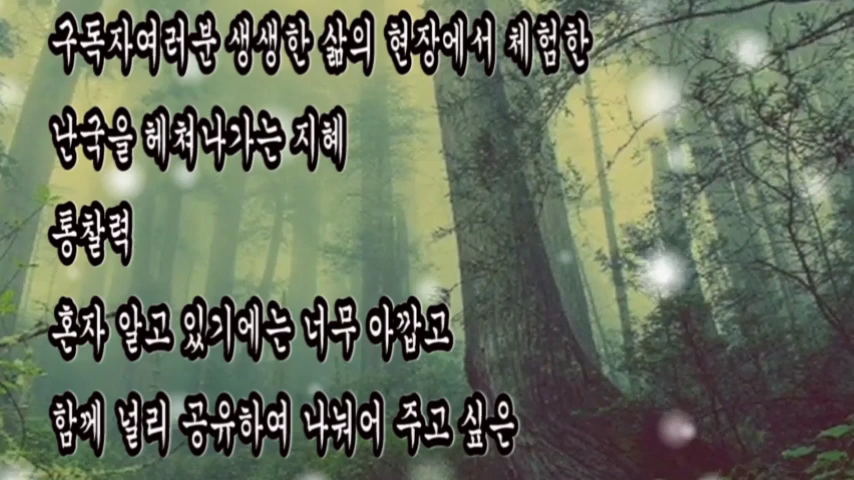 구독자여러분 생생한 삶의 현장에서 체험한
난국을 헤쳐나가는 지혜
통찰력
혼자 알고 있기에는 너무 아깝고
함께 널리 공유하여 나눠어 주고 싶은